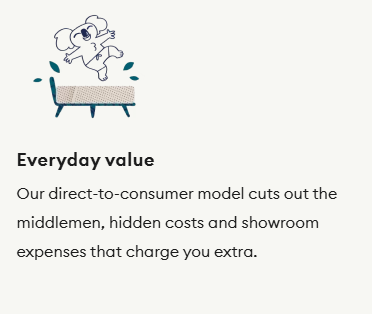 Everyday value
Our direct-to-consumer model cuts out the
middlemen, hidden costs and showroom
expenses that charge you extra.